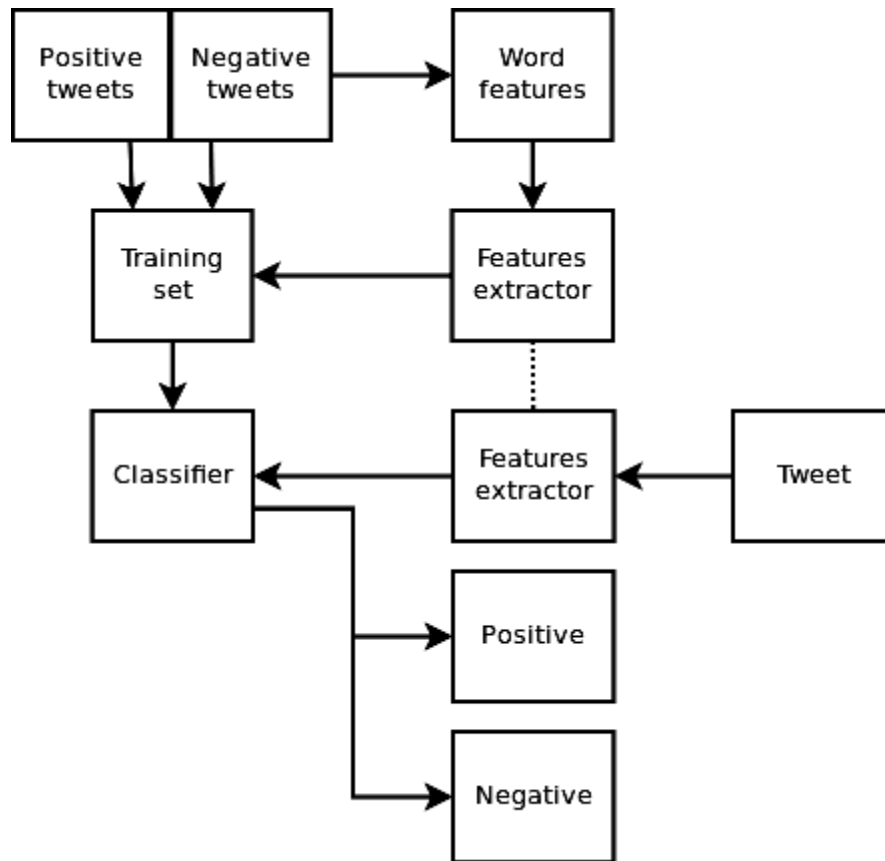 Positive
tweets
Negative
tweets
Word
features
Training
set
Features
extractor
Classifier
Features
extractor
Tweet
Positive
Negative